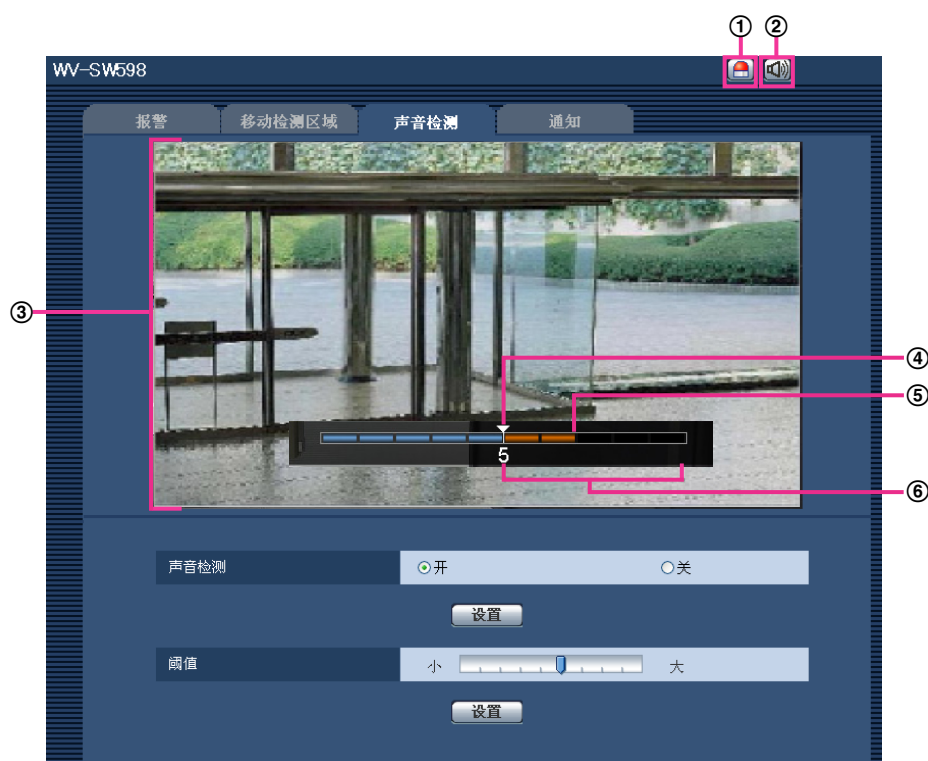 ① ②
WV-SW598
报警 移动检测区域 声音检测 通知
③
④
⑤
5
⑥
声音检测 开 关
设置
阈值 小 大
设置